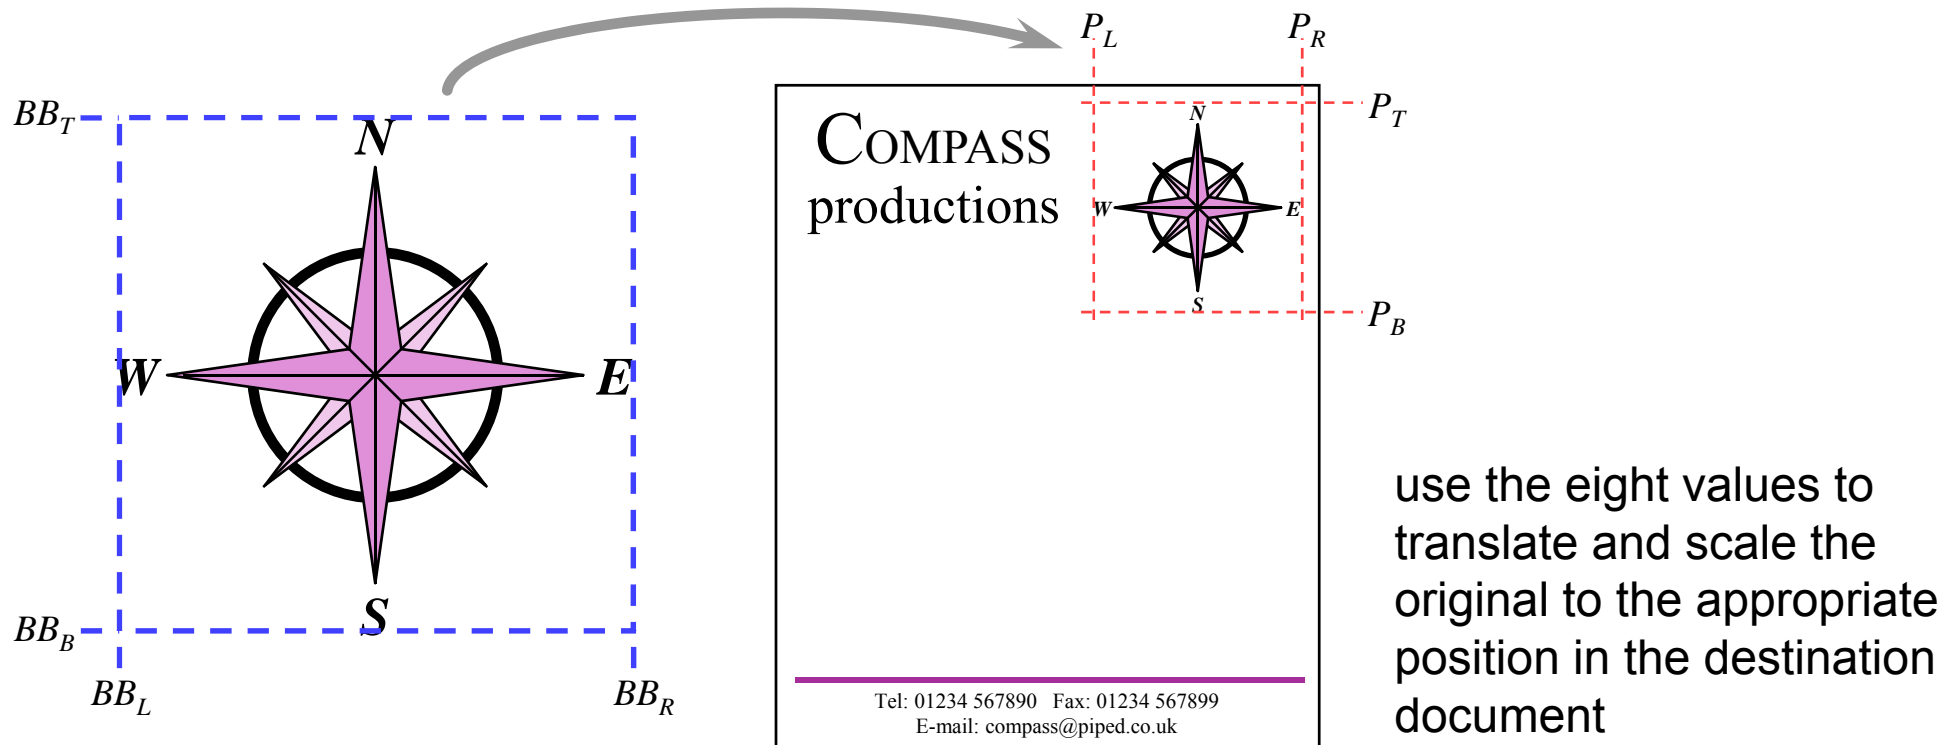 P_L P_R
BB_T
N
W E
S
BB_B
BB_L BB_R
COMPASS
productions
N
W E
S
P_T
P_B
Tel: 01234 567890 Fax: 01234 567899
E-mail: compass@piped.co.uk
use the eight values to
translate and scale the
original to the appropriate
position in the destination
document